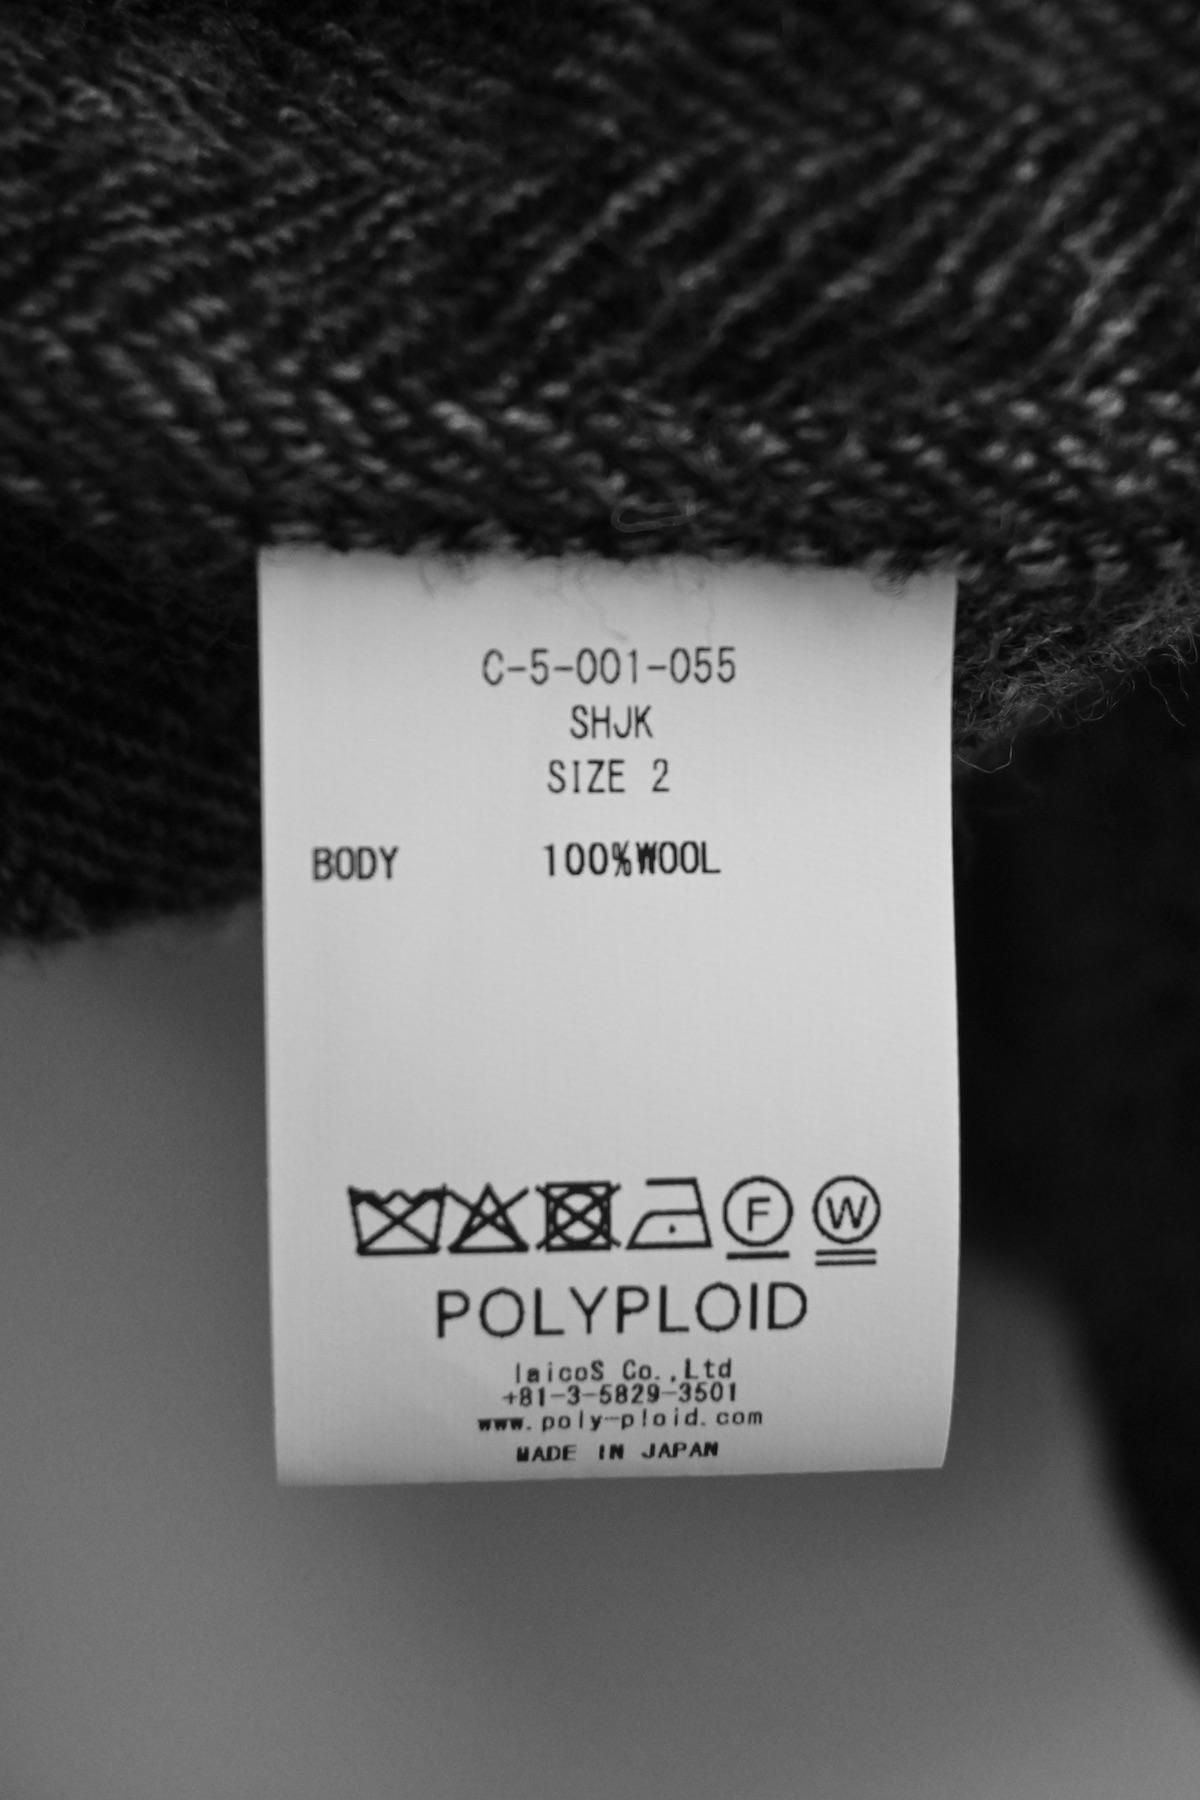 C-5-001-055
SHJK
SIZE 2
BODY 100%WOOL
F W
POLYPLOID
laicoS Co.,Ltd
+81-3-5829-3501
www.poly-ploid.com
MADE IN JAPAN